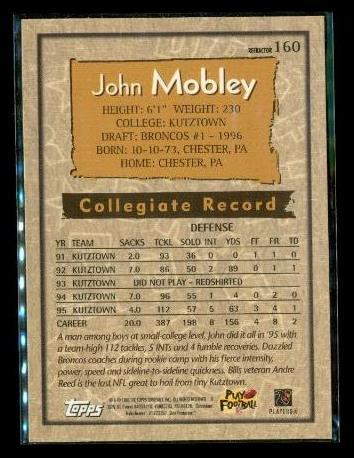 REFRACTOR 160
John Mobley
HEIGHT: 6'1" WEIGHT: 230
COLLEGE: KUTZTOWN
DRAFT: BRONCOS #1 - 1996
BORN: 10-10-73, CHESTER, PA
HOME: CHESTER, PA
Collegiate Record
DEFENSE
YR TEAM SACKS TCKL SOLO INT YDS FF FR TD
91 KUTZTOWN 2.0 93 36 0 0 1 1 0
92 KUTZTOWN 7.0 86 50 2 89 0 1 1
93 KUTZTOWN DID NOT PLAY - REDSHIRTED
94 KUTZTOWN 7.0 96 55 1 4 0 2 0
95 KUTZTOWN 4.0 112 57 5 63 3 4 1
CAREER 20.0 387 198 8 156 4 8 2
A man among boys at small-college level, John did it all in '95 with
a team-high 112 tackles, 5 INTs and 4 fumble recoveries. Dazzled
Broncos coaches during rookie camp with his fierce intensity,
power, speed and sideline-to-sideline quickness. Bills veteran Andre
Reed is the last NFL great to hail from tiny Kutztown.
Topps
PLAY FOOTBALL
PLAYERS